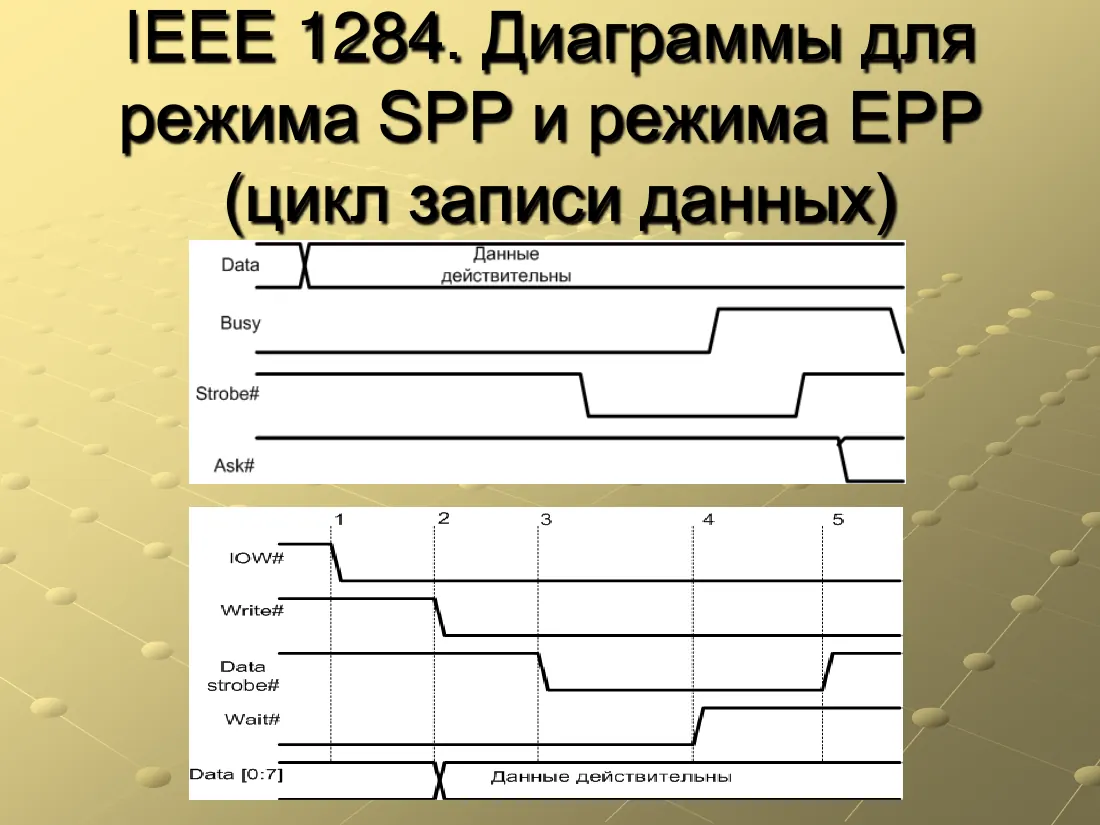 IEEE 1284. Диаграммы для
режима SPP и режима EPP
(цикл записи данных)
Data
Данные
действительны
Busy
Strobe#
Ask#
1 2 3 4 5
IOW#
Write#
Data
strobe#
Wait#
Data [0:7]
Данные действительны